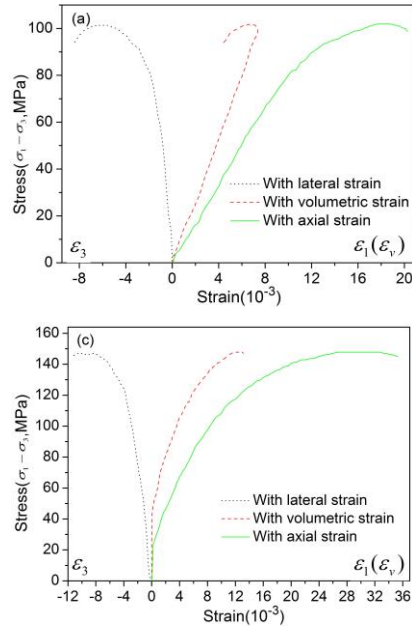 (a)
120
100
80
60
40
20
0
Stress(σ₁ − σ₃,MPa)
With lateral strain
With volumetric strain
With axial strain
ε₃
ε₁(εᵥ)
-8 -4 0 4 8 12 16 20
Strain(10⁻³)
(c)
160
140
120
100
80
60
40
20
0
Stress(σ₁ − σ₃,MPa)
With lateral strain
With volumetric strain
With axial strain
ε₃
ε₁(εᵥ)
-12 -8 -4 0 4 8 12 16 20 24 28 32 36
Strain(10⁻³)